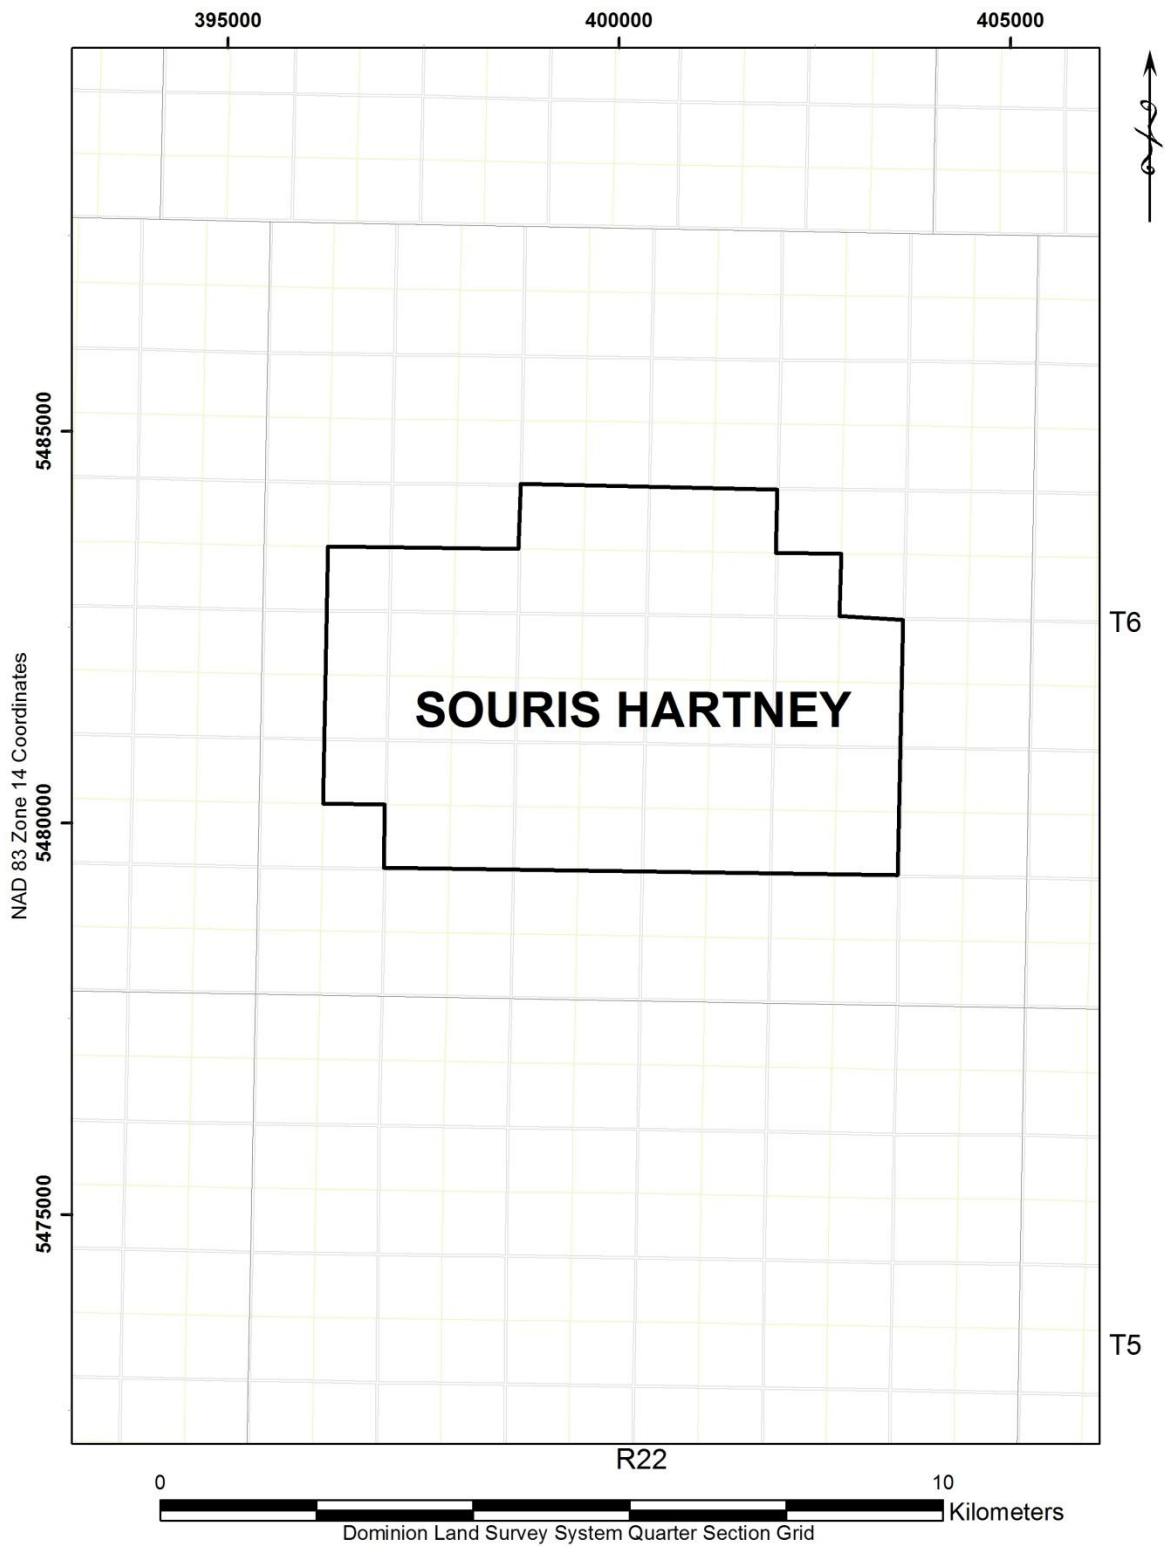 395000 400000 405000
5485000
T6
SOURIS HARTNEY
NAD 83 Zone 14 Coordinates
5480000
5475000
T5
R22
0 10
Kilometers
Dominion Land Survey System Quarter Section Grid